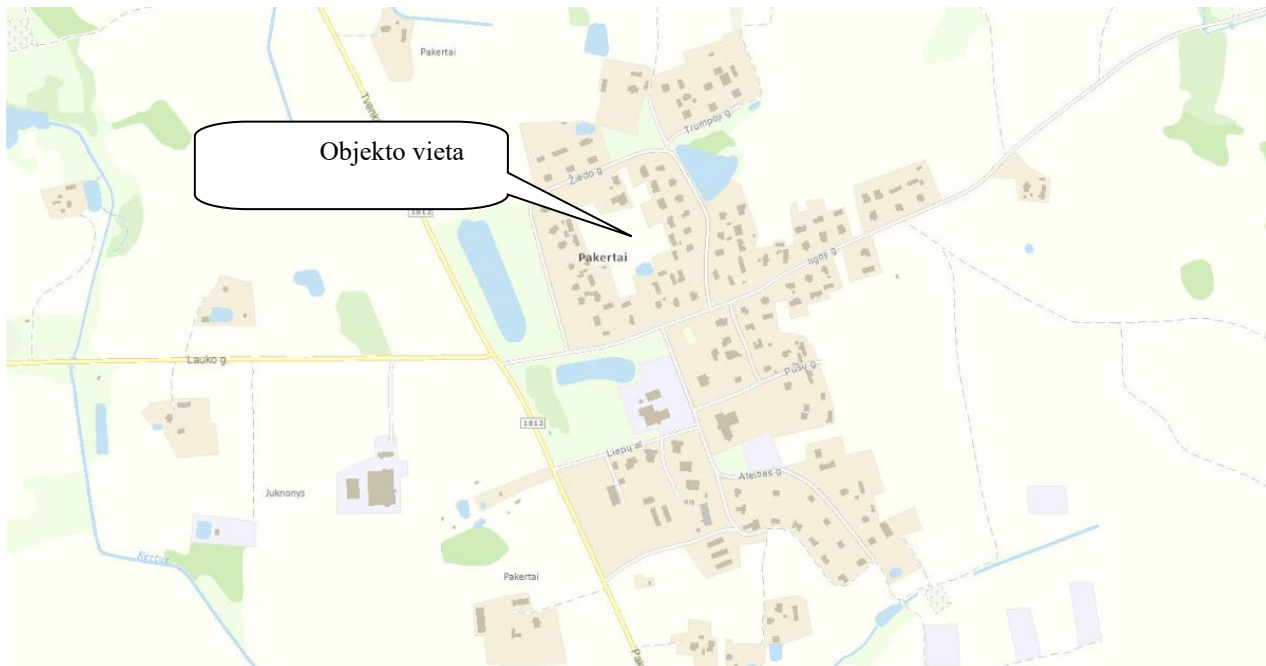 Pakertai
Objekto vieta
Trumpoji g.
Žiedo g.
1812
Pakertai
Ilgoji g.
Lauko g.
Pušų g.
1812
Liepų al.
Ateities g.
Juknonys
Pakertai